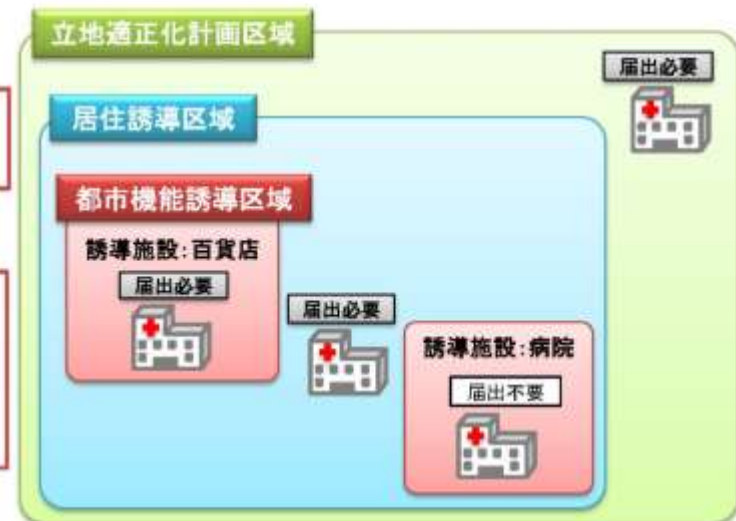 立地適正化計画区域
届出必要
居住誘導区域
都市機能誘導区域
誘導施設:百貨店
届出必要
届出必要
誘導施設:病院
届出不要